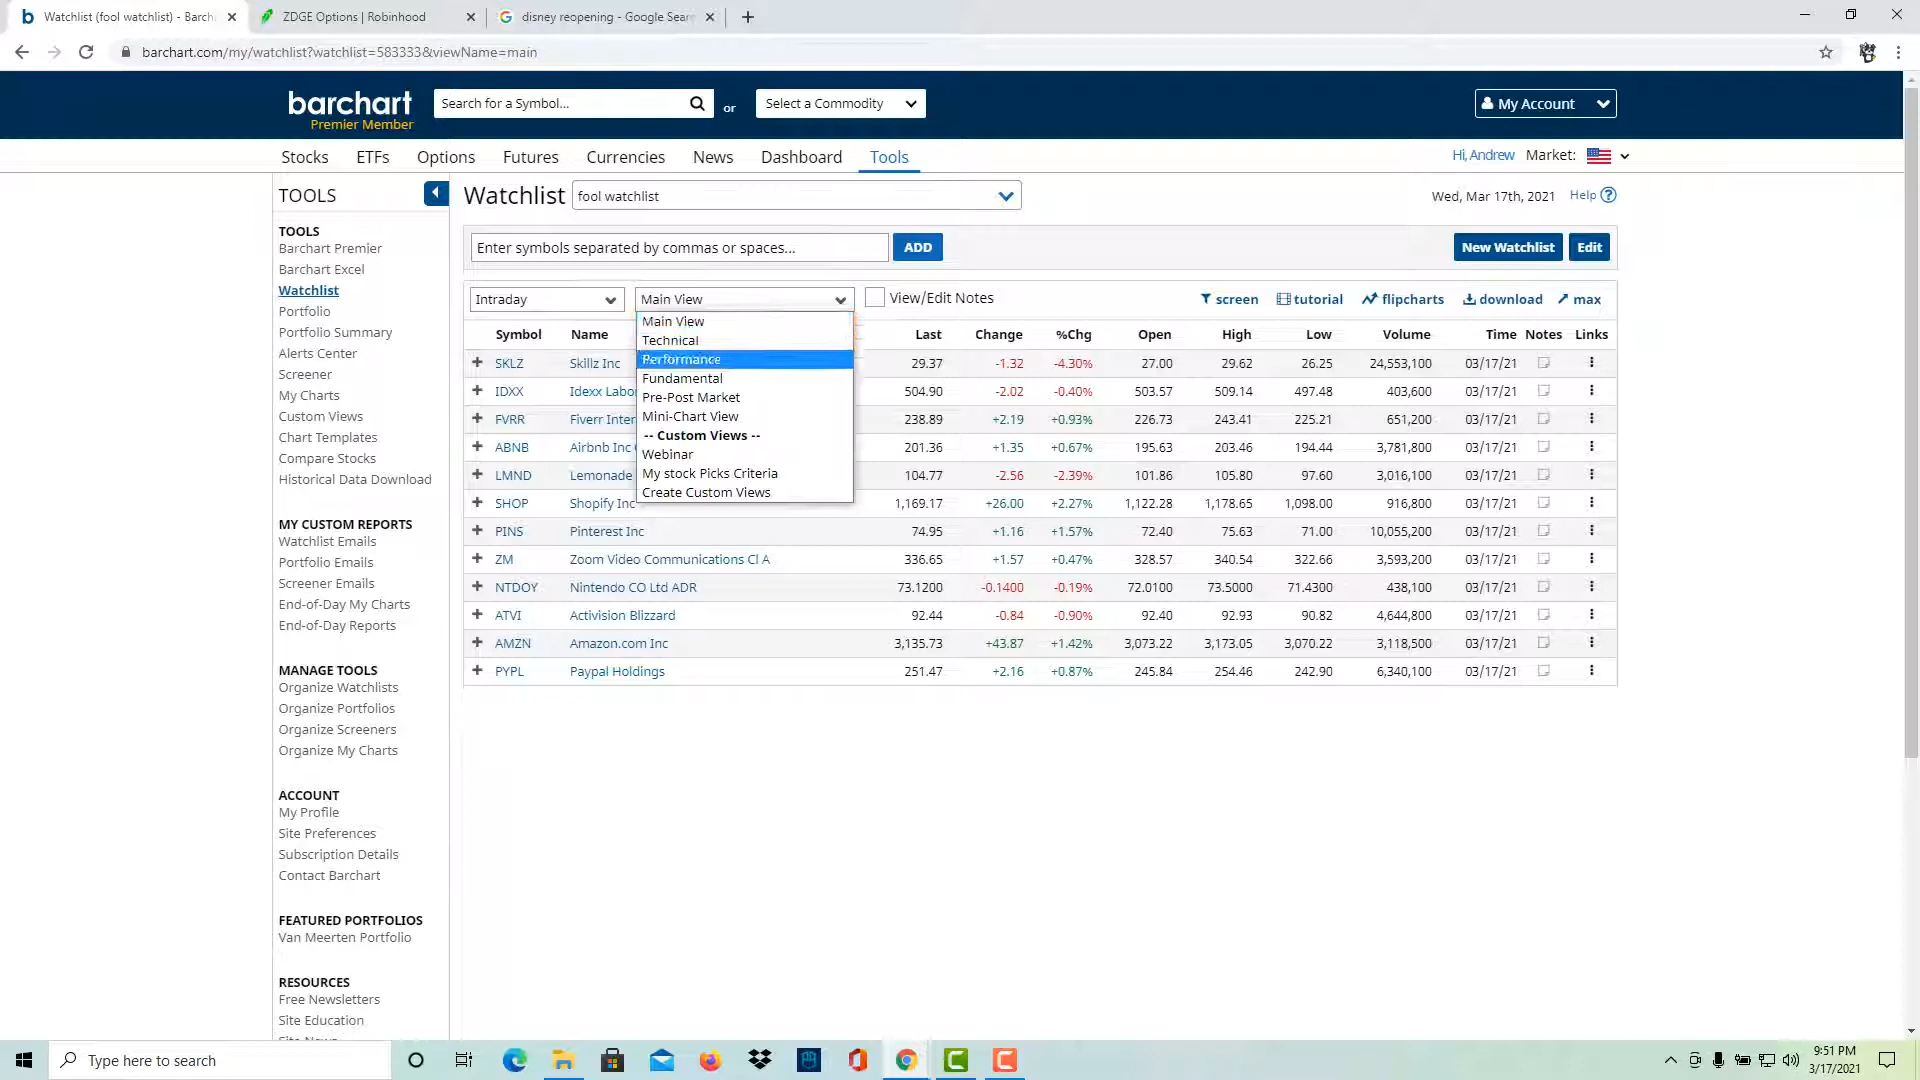 Watchlist (fool watchlist) - Barch
ZDGE Options | Robinhood
disney reopening - Google Sear
barchart.com/my/watchlist?watchlist=583333&viewName=main
barchart
Premier Member
Search for a Symbol...
or
Select a Commodity
My Account
Stocks ETFs Options Futures Currencies News Dashboard Tools
Hi, Andrew Market:
TOOLS
TOOLS
Barchart Premier
Barchart Excel
Watchlist
Portfolio
Portfolio Summary
Alerts Center
Screener
My Charts
Custom Views
Chart Templates
Compare Stocks
Historical Data Download
MY CUSTOM REPORTS
Watchlist Emails
Portfolio Emails
Screener Emails
End-of-Day My Charts
End-of-Day Reports
MANAGE TOOLS
Organize Watchlists
Organize Portfolios
Organize Screeners
Organize My Charts
ACCOUNT
My Profile
Site Preferences
Subscription Details
Contact Barchart
FEATURED PORTFOLIOS
Van Meerten Portfolio
RESOURCES
Free Newsletters
Site Education
Site News
Watchlist fool watchlist
Wed, Mar 17th, 2021 Help ?
Enter symbols separated by commas or spaces... ADD
New Watchlist Edit
Intraday Main View View/Edit Notes
screen tutorial flipcharts download max
Main View
Technical
Performance
Fundamental
Pre-Post Market
Mini-Chart View
-- Custom Views --
Webinar
My stock Picks Criteria
Create Custom Views
Symbol Name Last Change %Chg Open High Low Volume Time Notes Links
SKLZ Skillz Inc 29.37 -1.32 -4.30% 27.00 29.62 26.25 24,553,100 03/17/21
IDXX Idexx Labor 504.90 -2.02 -0.40% 503.57 509.14 497.48 403,600 03/17/21
FVRR Fiverr Inter 238.89 +2.19 +0.93% 226.73 243.41 225.21 651,200 03/17/21
ABNB Airbnb Inc 201.36 +1.35 +0.67% 195.63 203.46 194.44 3,781,800 03/17/21
LMND Lemonade 104.77 -2.56 -2.39% 101.86 105.80 97.60 3,016,100 03/17/21
SHOP Shopify Inc 1,169.17 +26.00 +2.27% 1,122.28 1,178.65 1,098.00 916,800 03/17/21
PINS Pinterest Inc 74.95 +1.16 +1.57% 72.40 75.63 71.00 10,055,200 03/17/21
ZM Zoom Video Communications Cl A 336.65 +1.57 +0.47% 328.57 340.54 322.66 3,593,200 03/17/21
NTDOY Nintendo CO Ltd ADR 73.1200 -0.1400 -0.19% 72.0100 73.5000 71.4300 438,100 03/17/21
ATVI Activision Blizzard 92.44 -0.84 -0.90% 92.40 92.93 90.82 4,644,800 03/17/21
AMZN Amazon.com Inc 3,135.73 +43.87 +1.42% 3,073.22 3,173.05 3,070.22 3,118,500 03/17/21
PYPL Paypal Holdings 251.47 +2.16 +0.87% 245.84 254.46 242.90 6,340,100 03/17/21
Type here to search
9:51 PM
3/17/2021